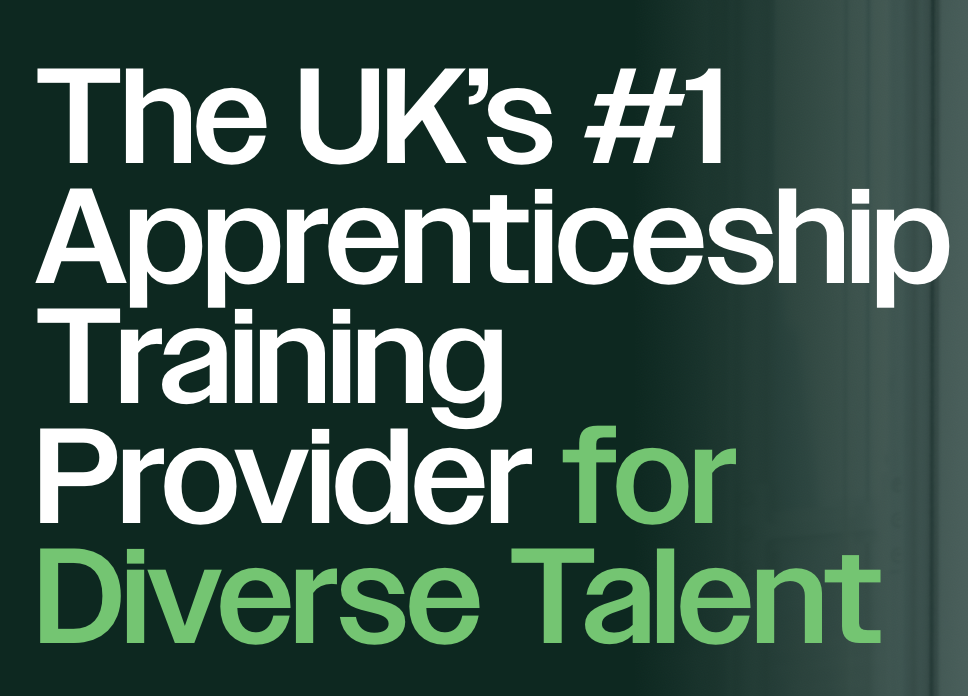 The UK’s #1
Apprenticeship
Training
Provider for
Diverse Talent